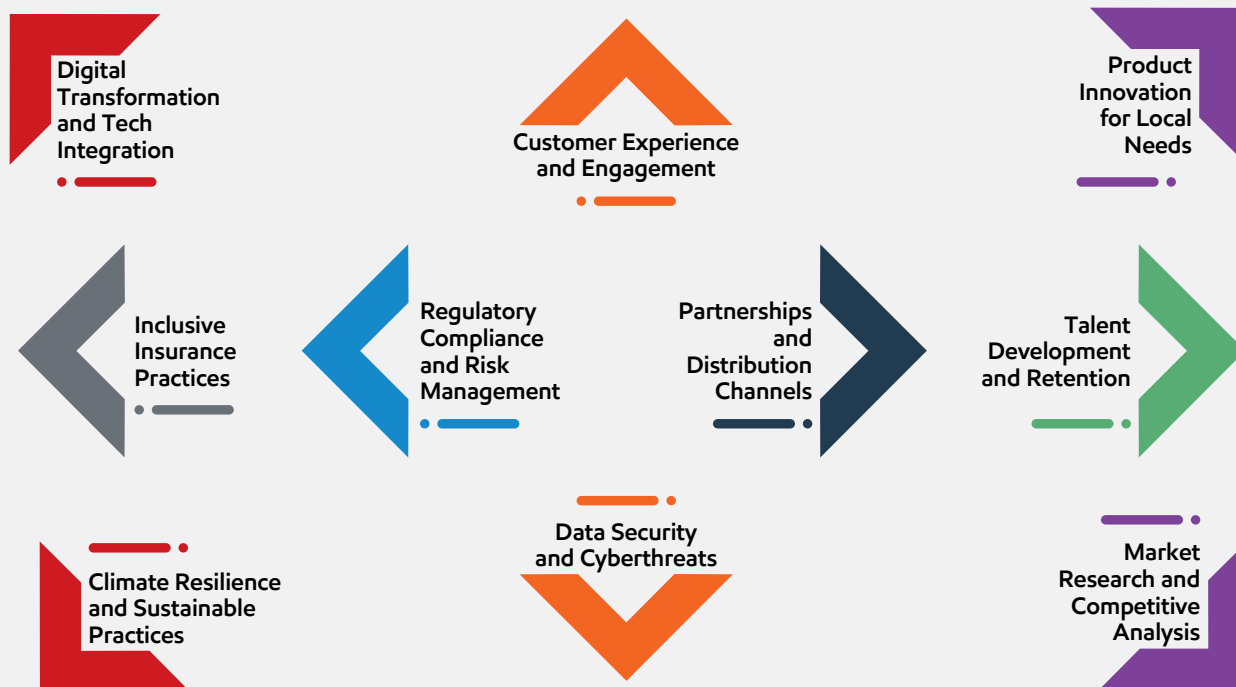 Digital
Transformation
and Tech
Integration
Customer Experience
and Engagement
Product
Innovation
for Local
Needs
Inclusive
Insurance
Practices
Regulatory
Compliance
and Risk
Management
Partnerships
and
Distribution
Channels
Talent
Development
and Retention
Climate Resilience
and Sustainable
Practices
Data Security
and Cyberthreats
Market
Research and
Competitive
Analysis